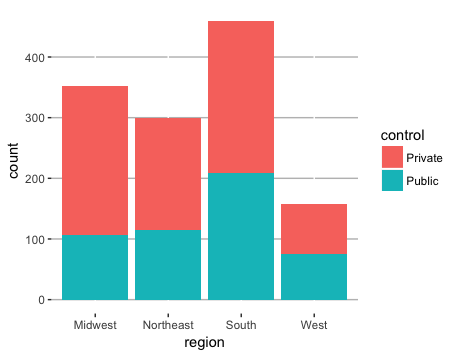 400
300
200
100
0
count
Midwest Northeast South West
region
control
Private
Public